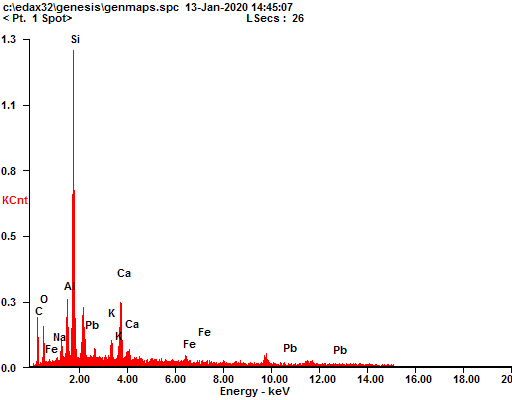 c:\edax32\genesis\genmaps.spc 13-Jan-2020 14:45:07
< Pt. 1 Spot>
LSecs : 26
1.3
1.1
0.8
KCnt
0.5
0.3
0.0
Si
C
O
Fe
Na
Al
Pb
K
K
Ca
Ca
Fe
Fe
Pb
Pb
2.00 4.00 6.00 8.00 10.00 12.00 14.00 16.00 18.00 20
Energy - keV